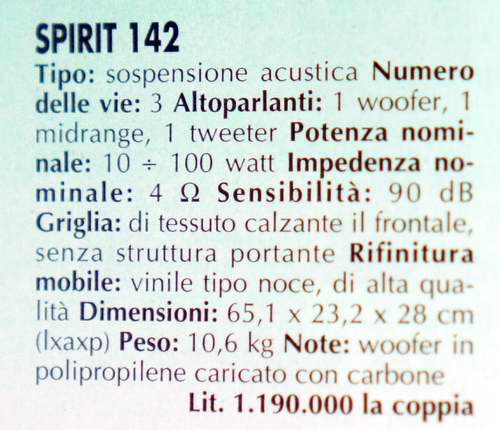 SPIRIT 142
Tipo: sospensione acustica Numero
delle vie: 3 Altoparlanti: 1 woofer, 1
midrange, 1 tweeter Potenza nomi-
nale: 10 ÷ 100 watt Impedenza no-
minale: 4 Ω Sensibilità: 90 dB
Griglia: di tessuto calzante il frontale,
senza struttura portante Rifinitura
mobile: vinile tipo noce, di alta qua-
lità Dimensioni: 65,1 x 23,2 x 28 cm
(lxaxp) Peso: 10,6 kg Note: woofer in
polipropilene caricato con carbone
Lit. 1.190.000 la coppia